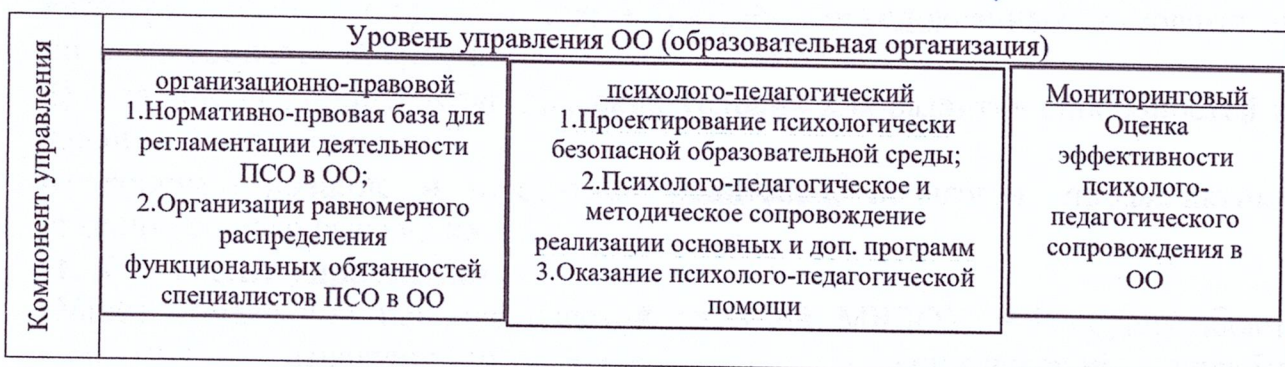 Компонент управления
Уровень управления ОО (образовательная организация)
организационно-правовой
1.Нормативно-првовая база для
регламентации деятельности
ПСО в ОО;
2.Организация равномерного
распределения
функциональных обязанностей
специалистов ПСО в ОО
психолого-педагогический
1.Проектирование психологически
безопасной образовательной среды;
2.Психолого-педагогическое и
методическое сопровождение
реализации основных и доп. программ
3.Оказание психолого-педагогической
помощи
Мониторинговый
Оценка
эффективности
психолого-
педагогического
сопровождения в
ОО